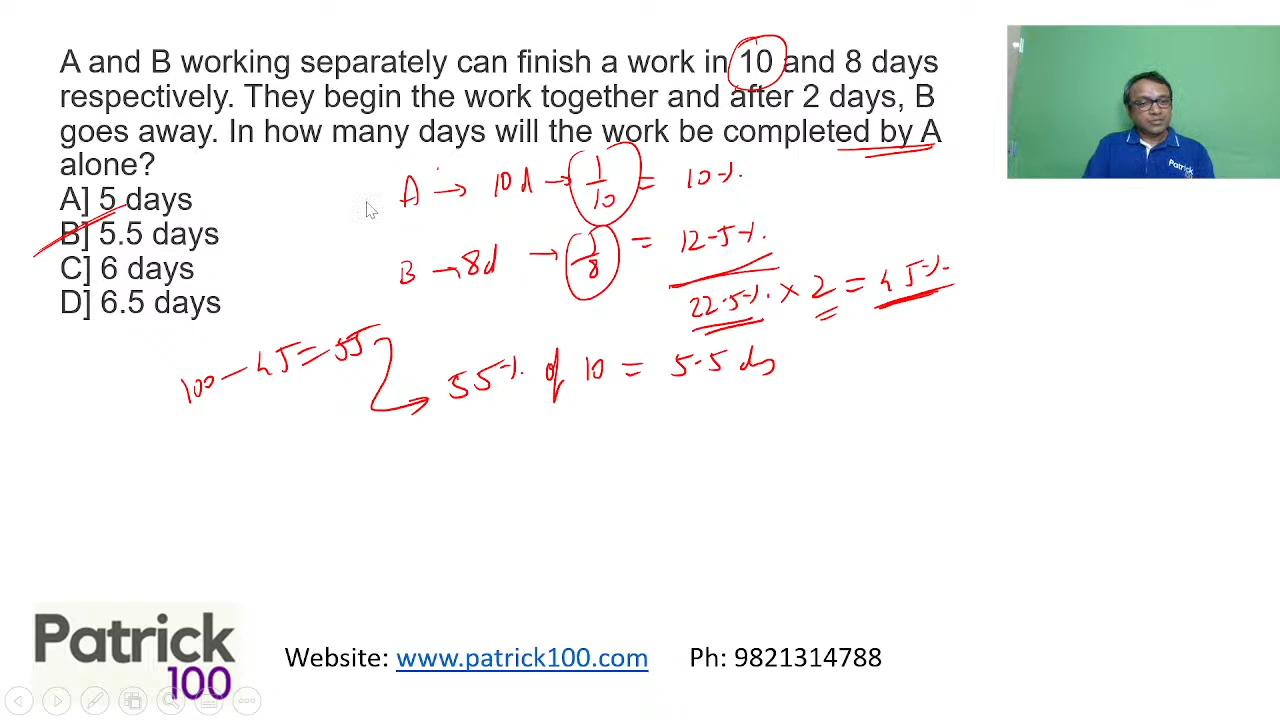 A and B working separately can finish a work in 10 and 8 days
respectively. They begin the work together and after 2 days, B
goes away. In how many days will the work be completed by A
alone?
A] 5 days
B] 5.5 days
C] 6 days
D] 6.5 days
A → 10d → 1/10 = 10%
B → 8d → 1/8 = 12.5%
22.5% × 2 = 45%
100 - 45 = 55
55% of 10 = 5.5 ds
Patrick
Patrick
100
Website: www.patrick100.com Ph: 9821314788